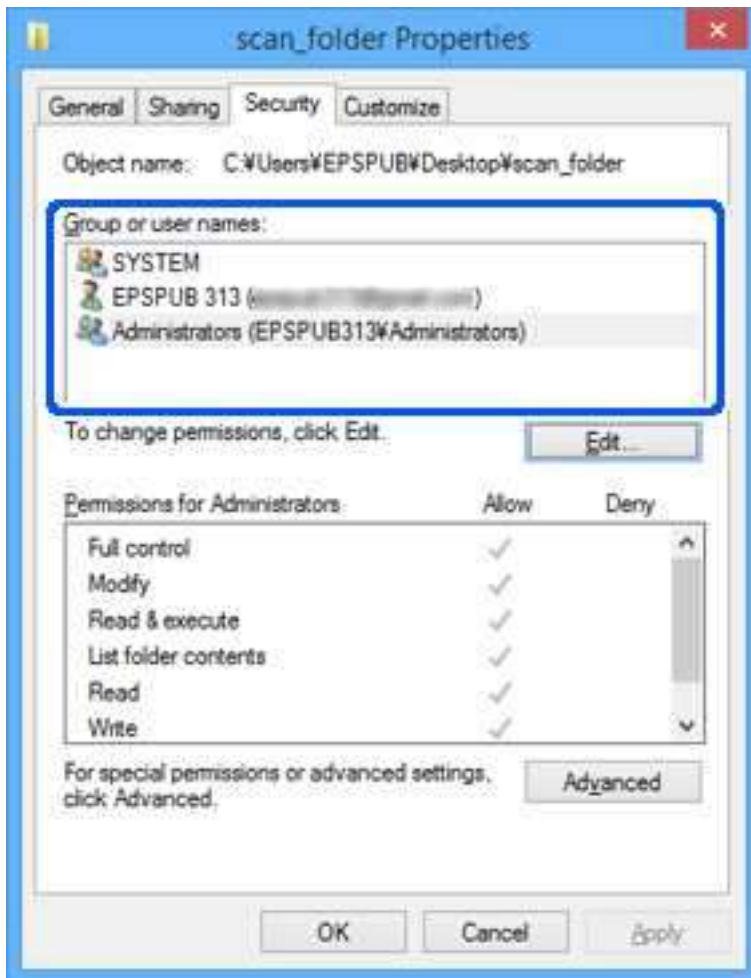 scan_folder Properties
General Sharing Security Customize
Object name: C:¥Users¥EPSPUB¥Desktop¥scan_folder
Group or user names:
SYSTEM
EPSPUB 313 ( )
Administrators (EPSPUB313¥Administrators)
To change permissions, click Edit.
Edit...
Permissions for Administrators Allow Deny
Full control
Modify
Read & execute
List folder contents
Read
Write
For special permissions or advanced settings,
click Advanced.
Advanced
OK Cancel Apply